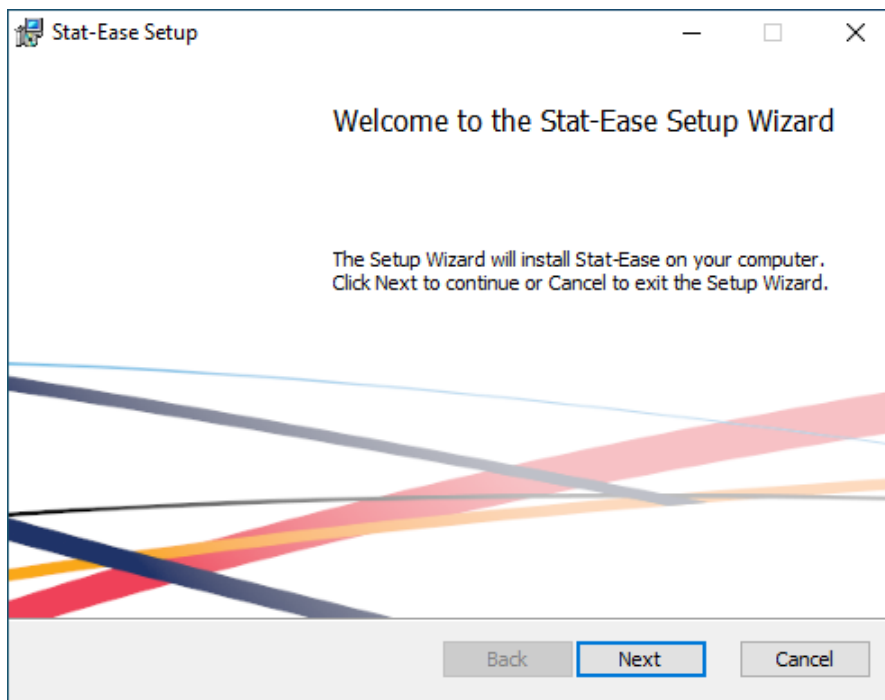 Stat-Ease Setup
Welcome to the Stat-Ease Setup Wizard
The Setup Wizard will install Stat-Ease on your computer.
Click Next to continue or Cancel to exit the Setup Wizard.
Back Next Cancel